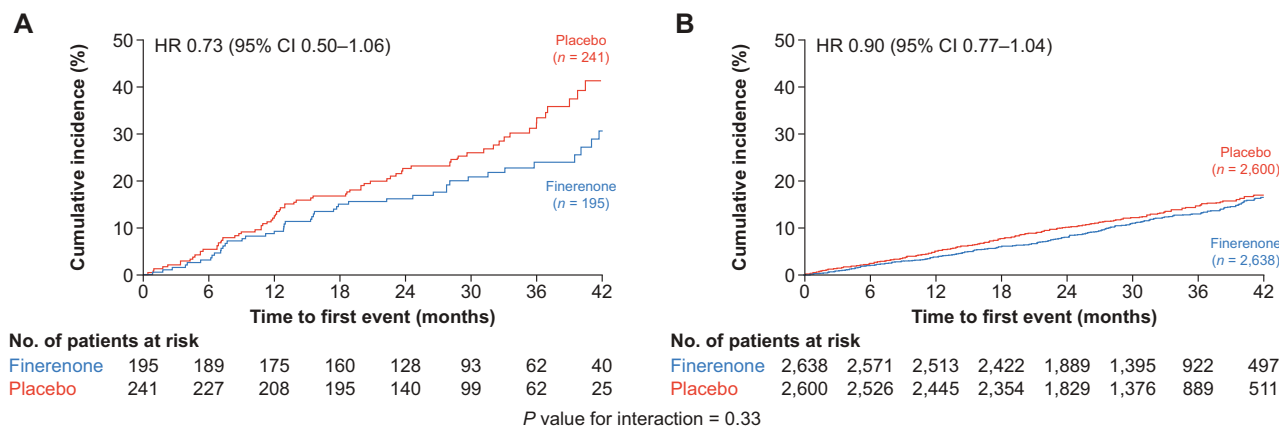 A
HR 0.73 (95% CI 0.50–1.06)
Cumulative incidence (%)
50
40
30
20
10
0
Placebo
(n = 241)
Finerenone
(n = 195)
0 6 12 18 24 30 36 42
Time to first event (months)
No. of patients at risk
Finerenone 195 189 175 160 128 93 62 40
Placebo 241 227 208 195 140 99 62 25
B
HR 0.90 (95% CI 0.77–1.04)
Cumulative incidence (%)
50
40
30
20
10
0
Placebo
(n = 2,600)
Finerenone
(n = 2,638)
0 6 12 18 24 30 36 42
Time to first event (months)
No. of patients at risk
Finerenone 2,638 2,571 2,513 2,422 1,889 1,395 922 497
Placebo 2,600 2,526 2,445 2,354 1,829 1,376 889 511
P value for interaction = 0.33